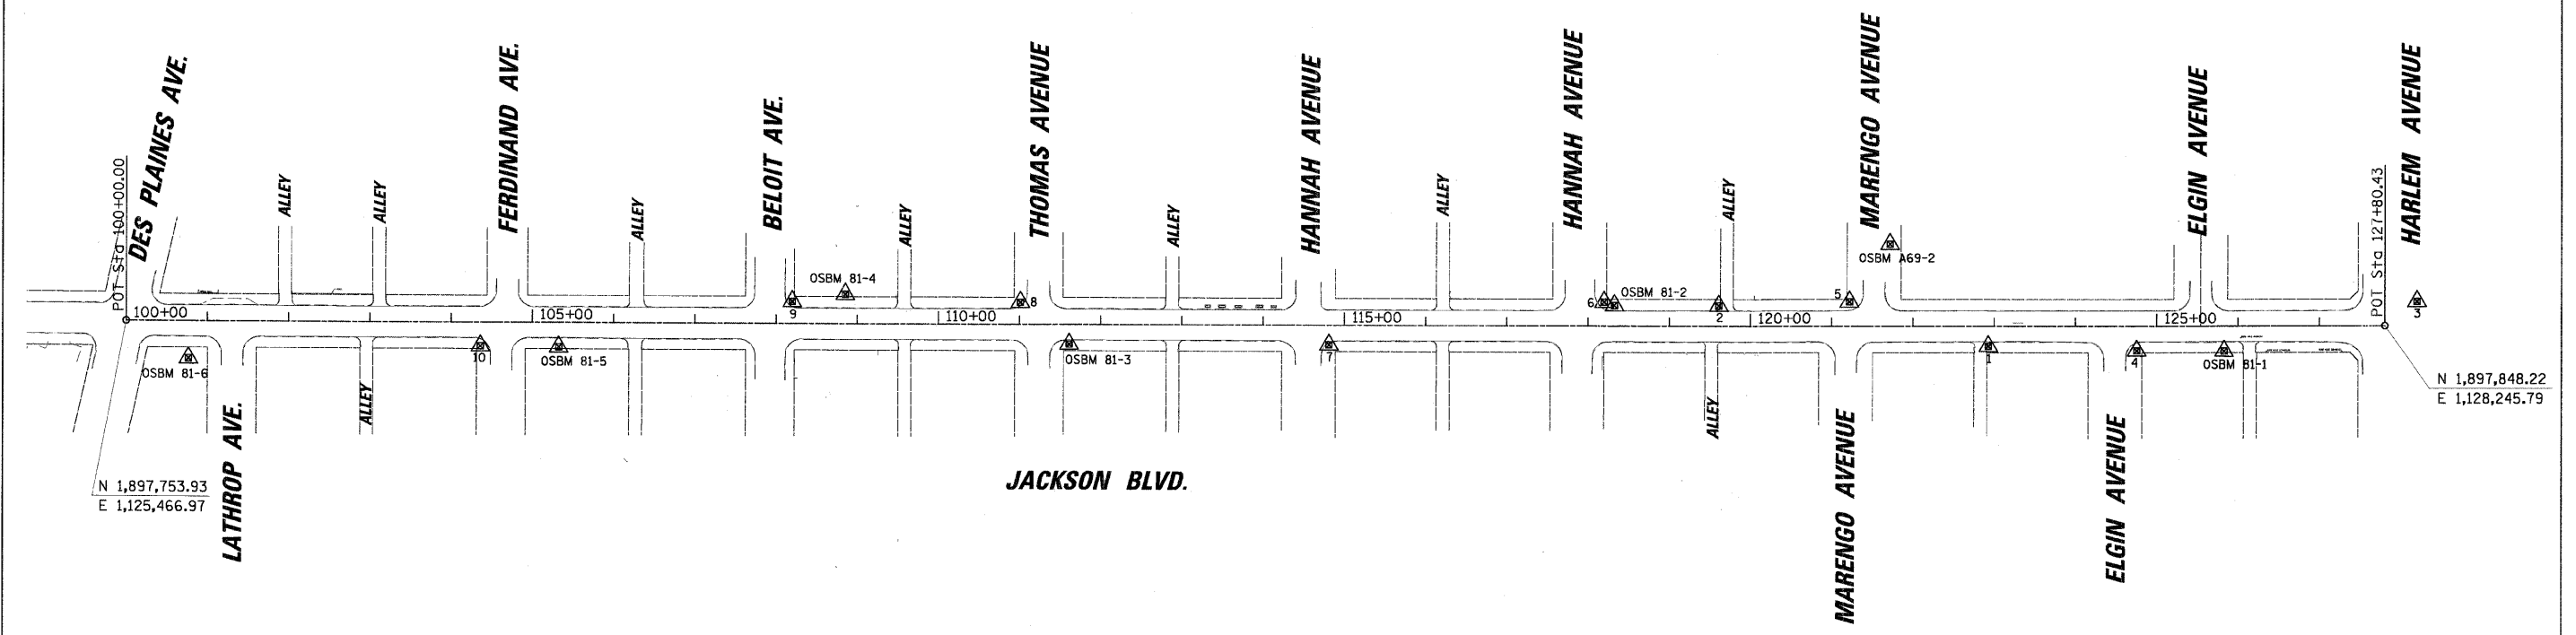 DES PLAINES AVE.
FERDINAND AVE.
BELOIT AVE.
THOMAS AVENUE
HANNAH AVENUE
HANNAH AVENUE
MARENGO AVENUE
ELGIN AVENUE
HARLEM AVENUE
POT Sta 100+00.00
ALLEY
ALLEY
ALLEY
ALLEY
ALLEY
ALLEY
ALLEY
POT Sta 127+80.43
OSBM 81-4
OSBM 81-2
OSBM A69-2
8
6
5
3
100+00
105+00
9
110+00
115+00
2
120+00
125+00
OSBM 81-6
10
OSBM 81-5
OSBM 81-3
7
1
4
OSBM 81-1
ALLEY
ALLEY
N 1,897,848.22
E 1,128,245.79
LATHROP AVE.
JACKSON BLVD.
MARENGO AVENUE
ELGIN AVENUE
N 1,897,753.93
E 1,125,466.97